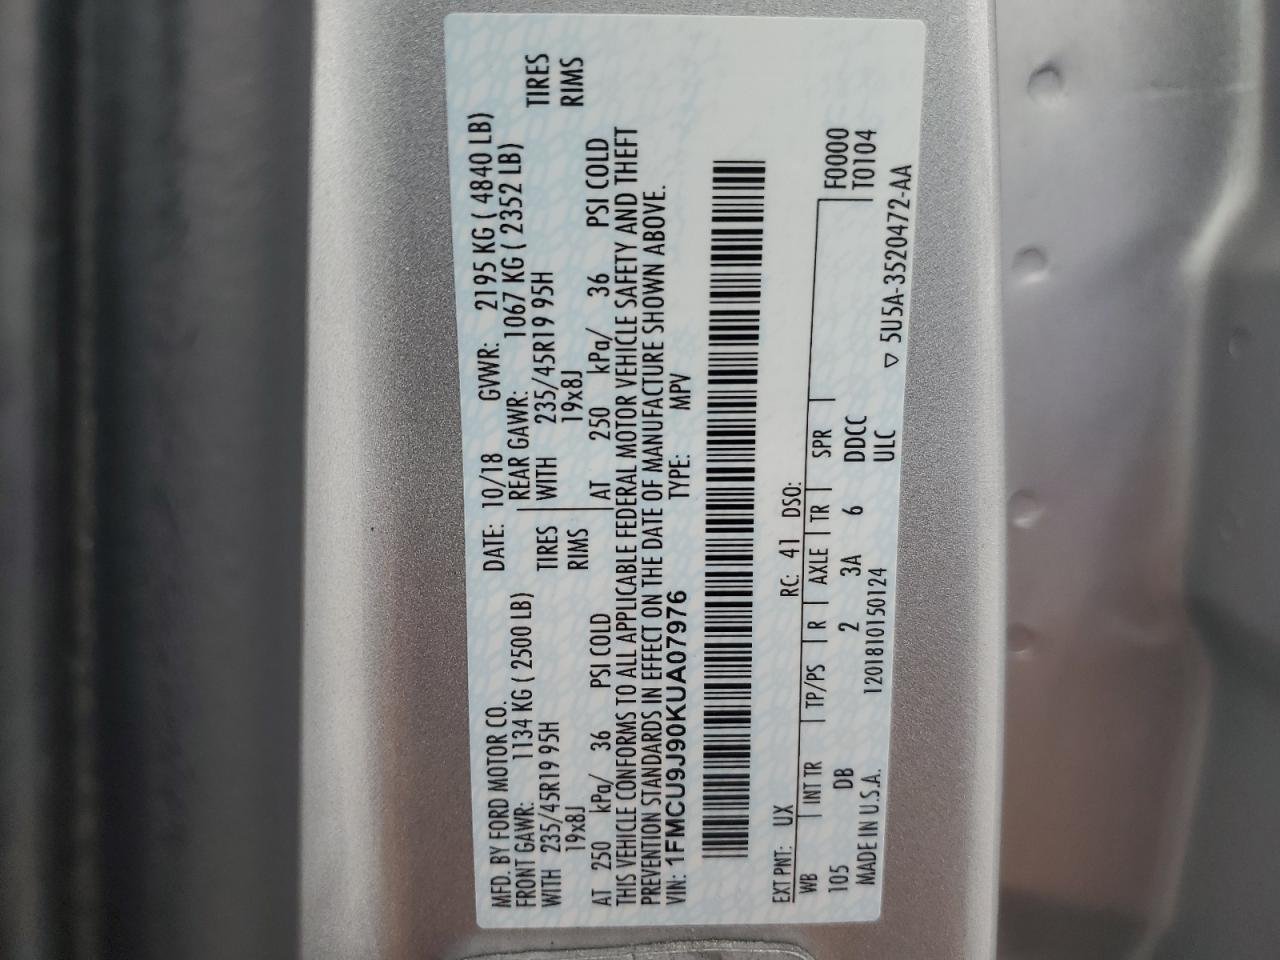 MFD. BY FORD MOTOR CO. DATE: 10/18 GVWR: 2195 KG ( 4840 LB)
FRONT GAWR: 1134 KG ( 2500 LB) REAR GAWR: 1067 KG ( 2352 LB)
WITH 235/45R19 95H TIRES WITH 235/45R19 95H TIRES
19x8J RIMS 19x8J RIMS
AT 250 kPa/ 36 PSI COLD AT 250 kPa/ 36 PSI COLD
THIS VEHICLE CONFORMS TO ALL APPLICABLE FEDERAL MOTOR VEHICLE SAFETY AND THEFT
PREVENTION STANDARDS IN EFFECT ON THE DATE OF MANUFACTURE SHOWN ABOVE.
VIN: 1FMCU9J90KUA07976 TYPE: MPV
EXT PNT: UX RC: 41 DSO:
WB INT TR TP/PS R AXLE TR SPR F0000
105 DB 2 3A 6 DDCC T0104
MADE IN U.S.A. 120181015O124 ULC
▽ 5U5A-3520472-AA